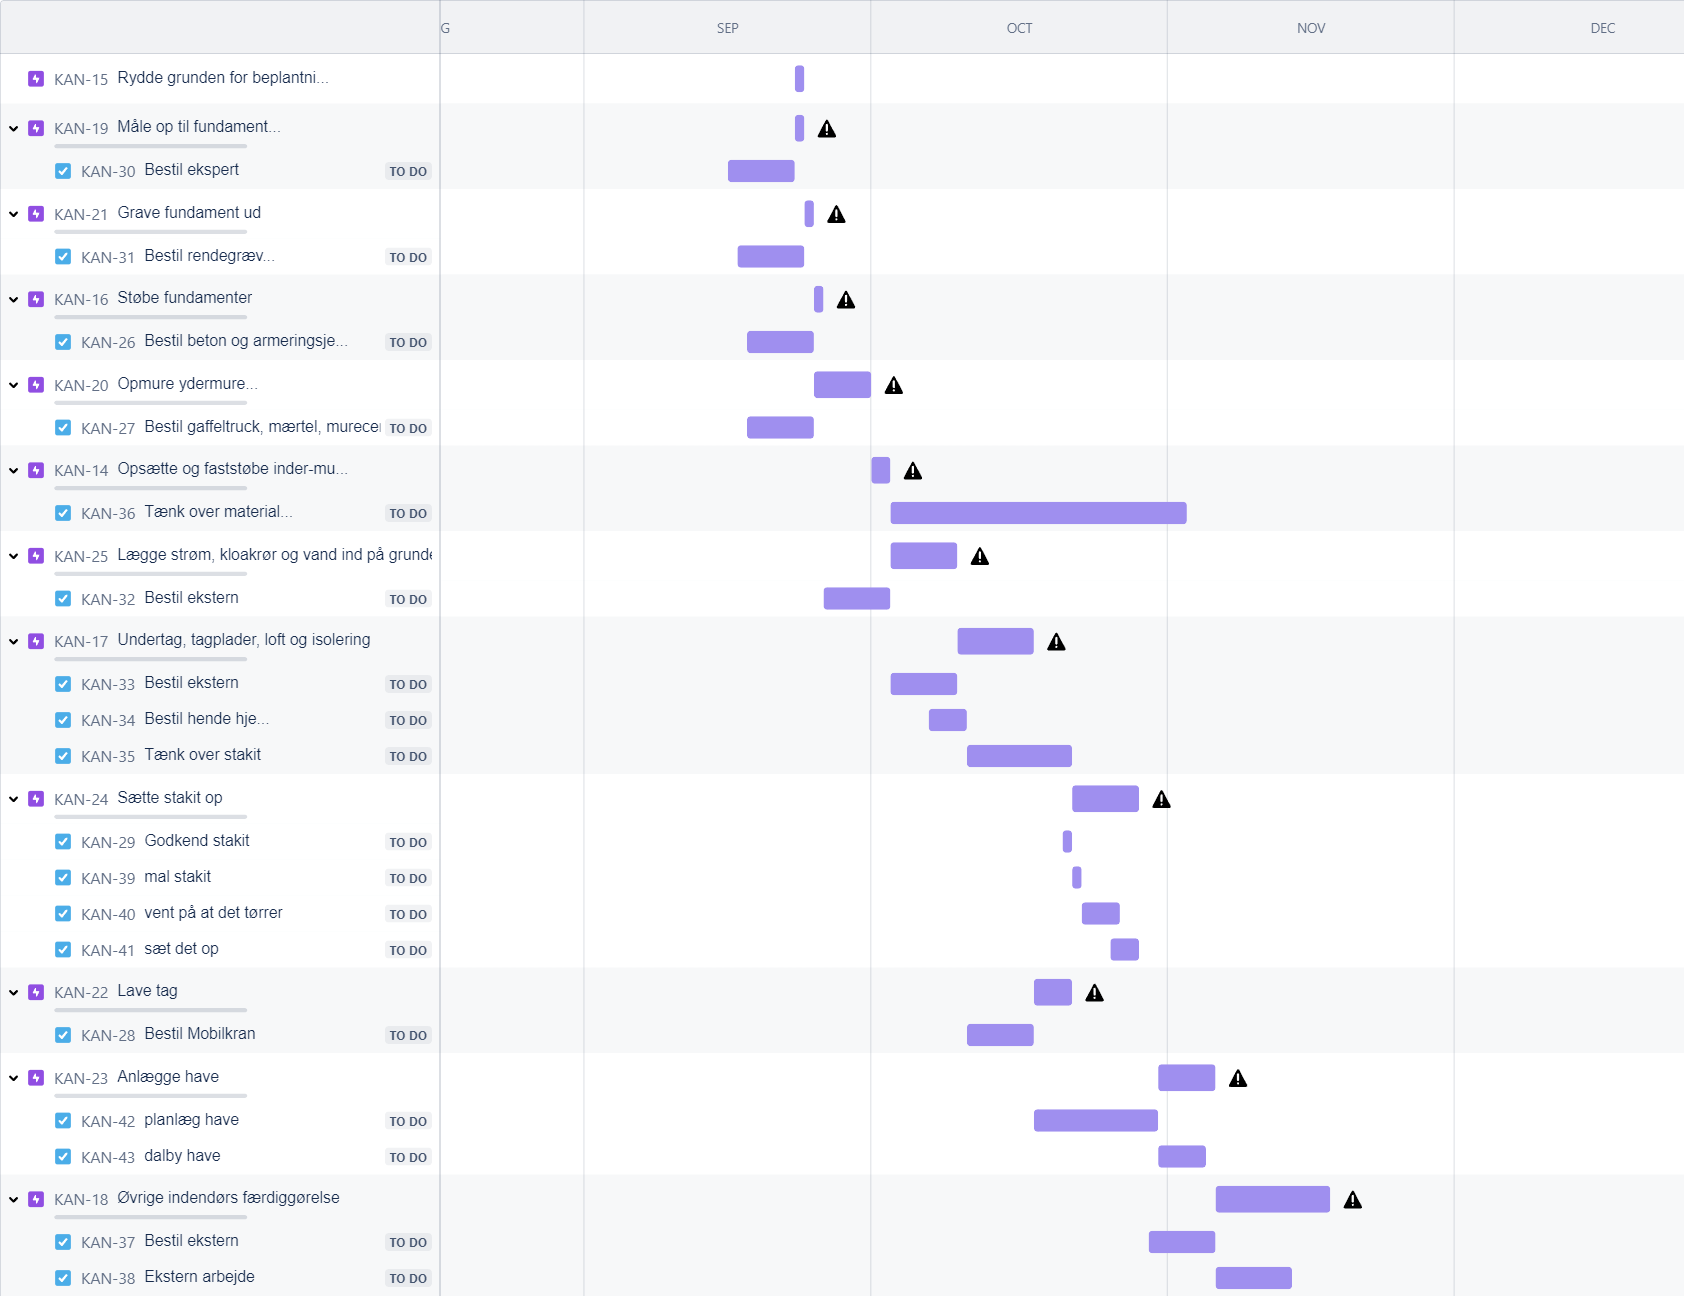 G SEP OCT NOV DEC
KAN-15 Rydde grunden for beplantni...
KAN-19 Måle op til fundament...
KAN-30 Bestil ekspert TO DO
KAN-21 Grave fundament ud
KAN-31 Bestil rendegræv... TO DO
KAN-16 Støbe fundamenter
KAN-26 Bestil beton og armeringsje... TO DO
KAN-20 Opmure ydermure...
KAN-27 Bestil gaffeltruck, mærtel, murece TO DO
KAN-14 Opsætte og faststøbe inder-mu...
KAN-36 Tænk over material... TO DO
KAN-25 Lægge strøm, kloakrør og vand ind på grunde
KAN-32 Bestil ekstern TO DO
KAN-17 Undertag, tagplader, loft og isolering
KAN-33 Bestil ekstern TO DO
KAN-34 Bestil hende hje... TO DO
KAN-35 Tænk over stakit TO DO
KAN-24 Sætte stakit op
KAN-29 Godkend stakit TO DO
KAN-39 mal stakit TO DO
KAN-40 vent på at det tørrer TO DO
KAN-41 sæt det op TO DO
KAN-22 Lave tag
KAN-28 Bestil Mobilkran TO DO
KAN-23 Anlægge have
KAN-42 planlæg have TO DO
KAN-43 dalby have TO DO
KAN-18 Øvrige indendørs færdiggørelse
KAN-37 Bestil ekstern TO DO
KAN-38 Ekstern arbejde TO DO